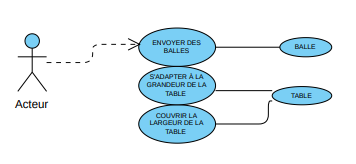 ENVOYER DES
BALLES
BALLE
S'ADAPTER À LA
GRANDEUR DE LA
TABLE
TABLE
COUVRIR LA
LARGEUR DE LA
TABLE
Acteur